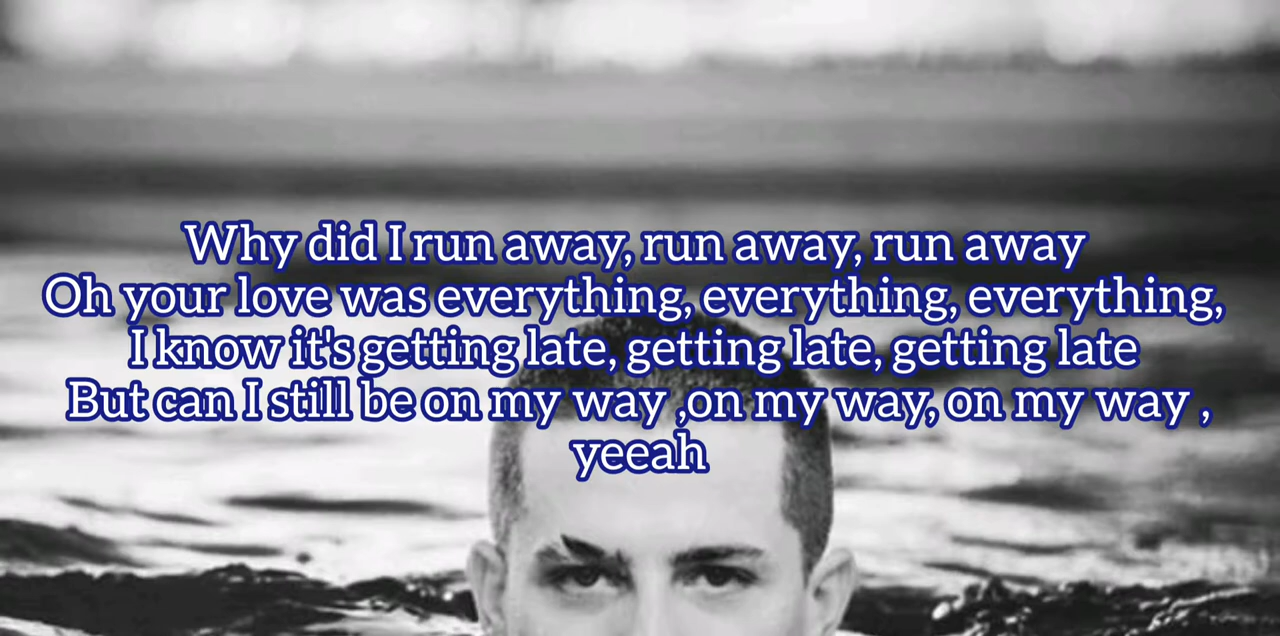 Why did I run away, run away, run away
Oh your love was everything, everything, everything,
I know it's getting late, getting late, getting late
But can I still be on my way ,on my way, on my way ,
yeeah